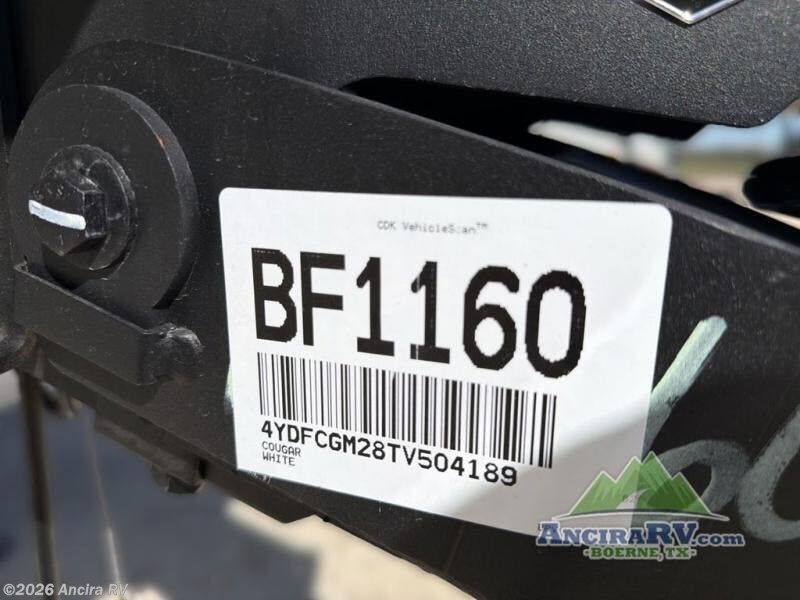 CDK VehicleScan™
BF1160
4YDFCGM28TV504189
COUGAR
WHITE
ANCIRARV.com
BOERNE, TX
©2026 Ancira RV